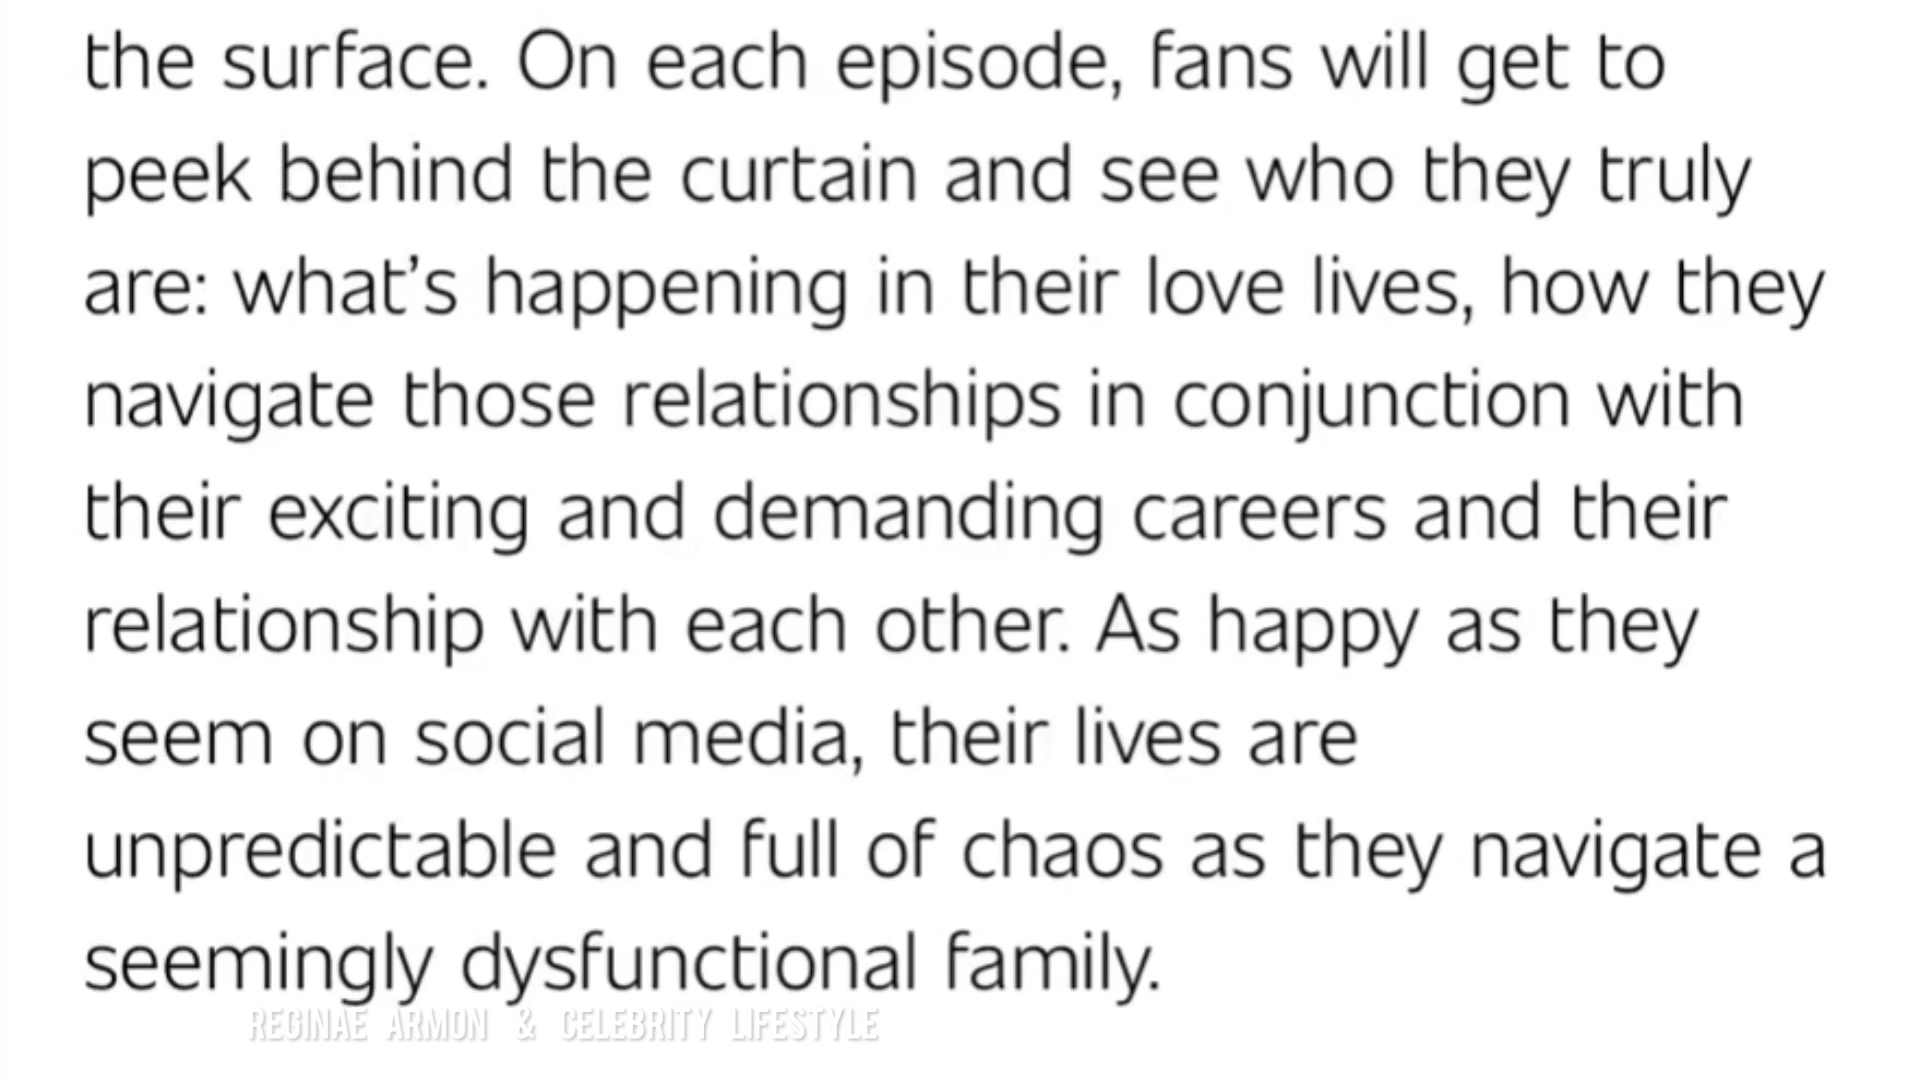 the surface. On each episode, fans will get to
peek behind the curtain and see who they truly
are: what’s happening in their love lives, how they
navigate those relationships in conjunction with
their exciting and demanding careers and their
relationship with each other. As happy as they
seem on social media, their lives are
unpredictable and full of chaos as they navigate a
seemingly dysfunctional family.
REGINAE ARMON & CELEBRITY LIFESTYLE